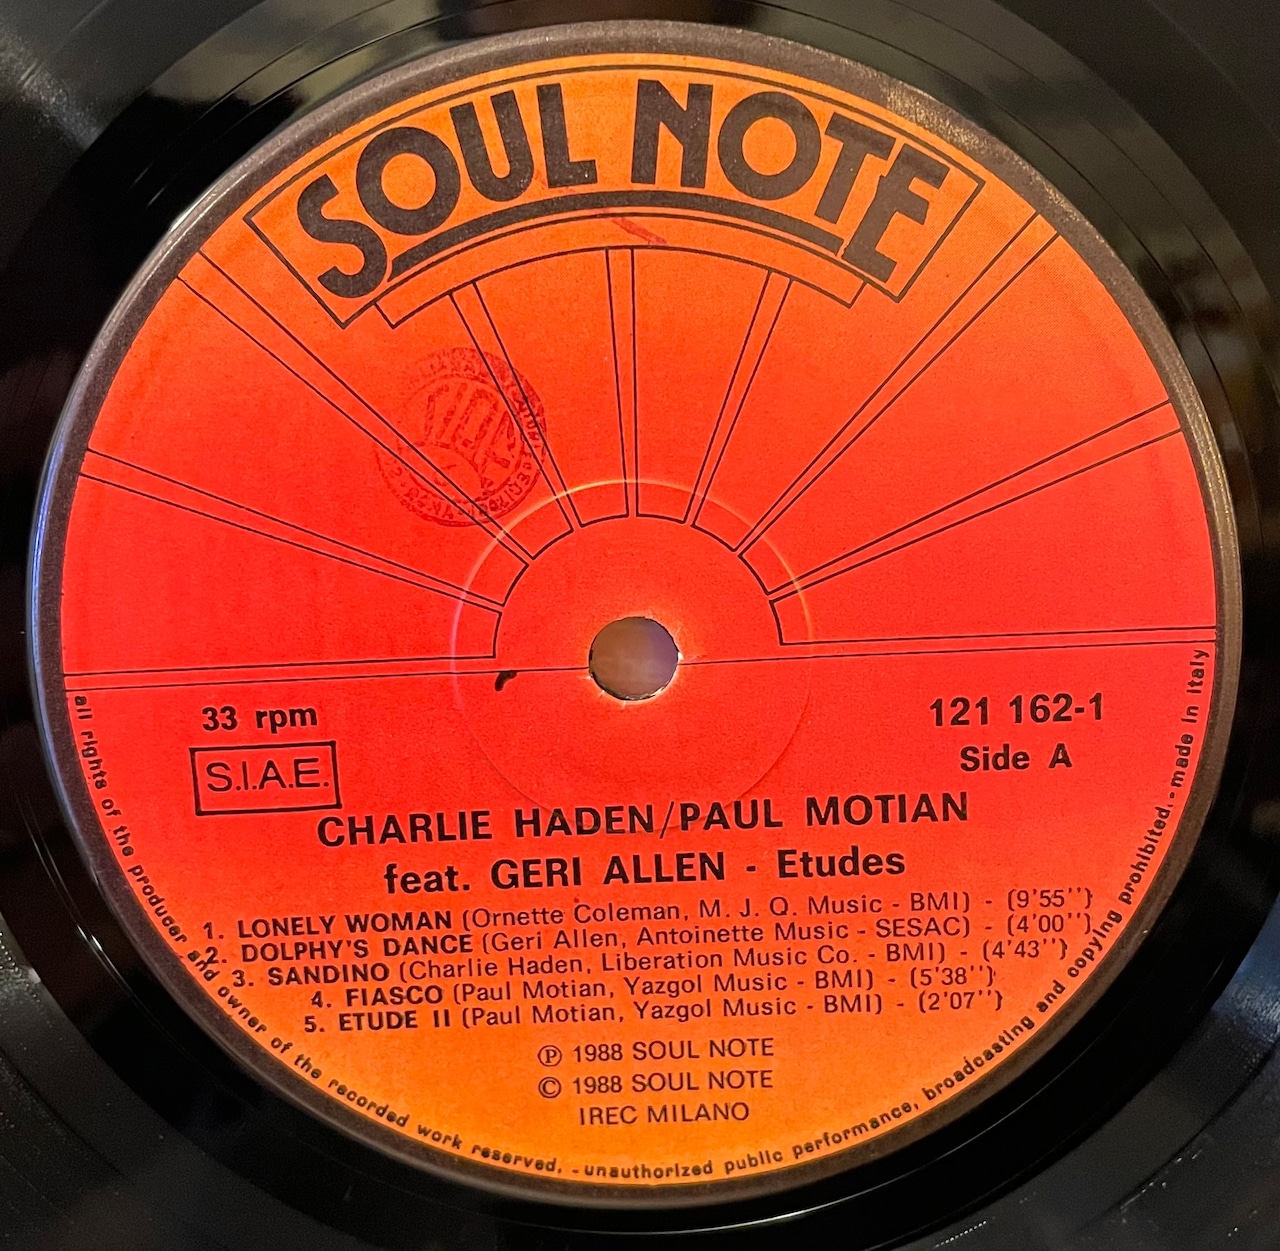 SOUL NOTE
33 rpm
S.I.A.E.
121 162-1
Side A
CHARLIE HADEN/PAUL MOTIAN
feat. GERI ALLEN - Etudes
1. LONELY WOMAN (Ornette Coleman, M. J. Q. Music - BMI) - (9'55'')
2. DOLPHY'S DANCE (Geri Allen, Antoinette Music - SESAC) - (4'00'')
3. SANDINO (Charlie Haden, Liberation Music Co. - BMI) - (4'43'')
4. FIASCO (Paul Motian, Yazgol Music - BMI) - (5'38'')
5. ETUDE II (Paul Motian, Yazgol Music - BMI) - (2'07'')
℗ 1988 SOUL NOTE
© 1988 SOUL NOTE
IREC MILANO
all rights of the producer and owner of the recorded work reserved. - unauthorized public performance, broadcasting and copying prohibited. - made in italy